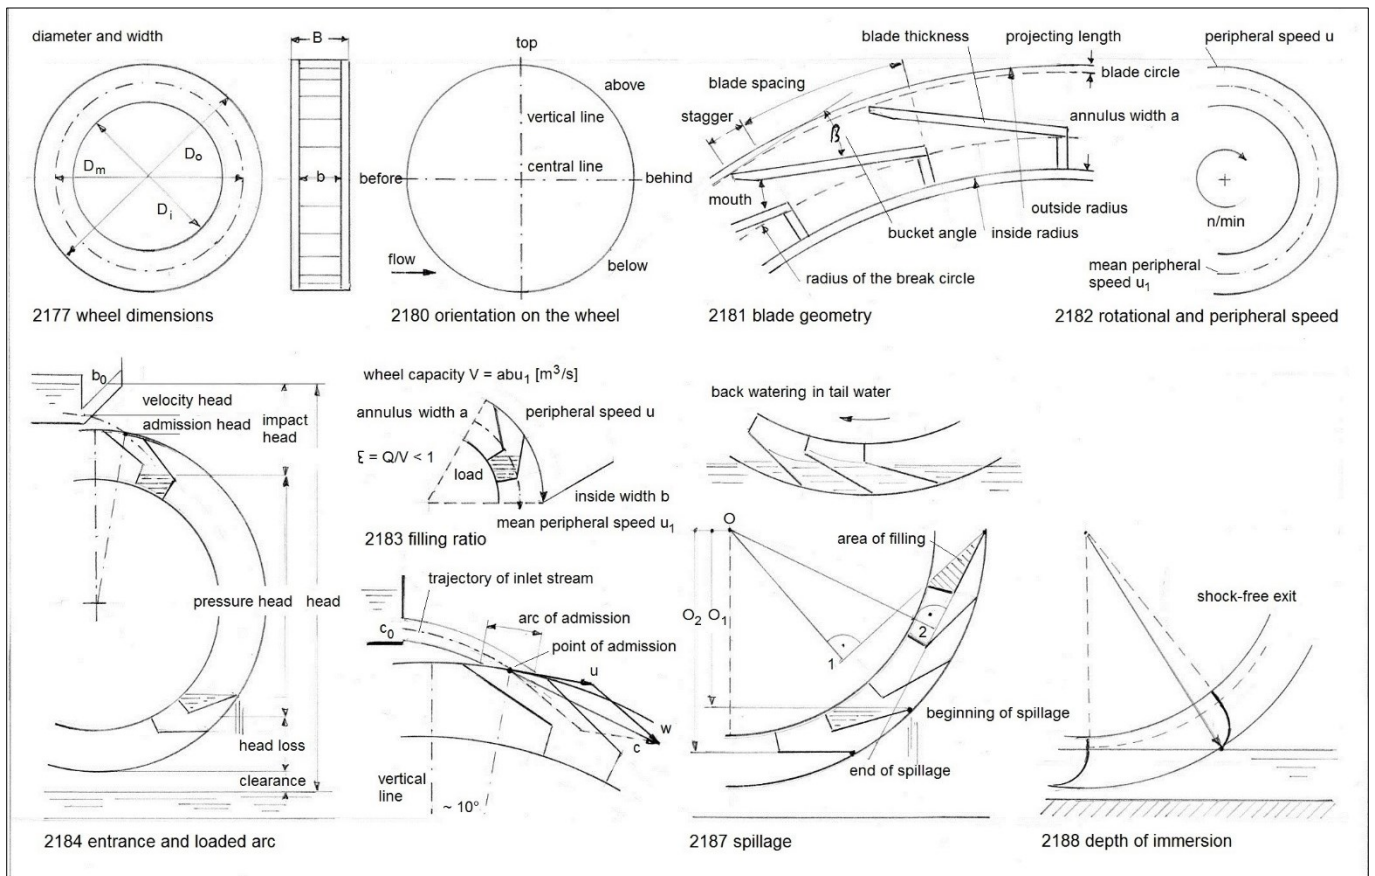 diameter and width
D₀
Dₘ
Dᵢ
2177 wheel dimensions
B
b
top
above
vertical line
central line
before
behind
flow
below
2180 orientation on the wheel
blade thickness
projecting length
blade spacing
blade circle
stagger
annulus width a
β
mouth
outside radius
bucket angle
inside radius
radius of the break circle
2181 blade geometry
peripheral speed u
n/min
mean peripheral
speed u₁
2182 rotational and peripheral speed
b₀
velocity head
admission head
impact
head
pressure head
head
head loss
clearance
2184 entrance and loaded arc
wheel capacity V = abu₁ [m³/s]
annulus width a
peripheral speed u
ξ = Q/V < 1
load
inside width b
mean peripheral speed u₁
2183 filling ratio
trajectory of inlet stream
arc of admission
c₀
point of admission
u
w
c
vertical
line
~ 10°
back watering in tail water
O
area of filling
O₂
O₁
1
2
beginning of spillage
end of spillage
2187 spillage
shock-free exit
2188 depth of immersion